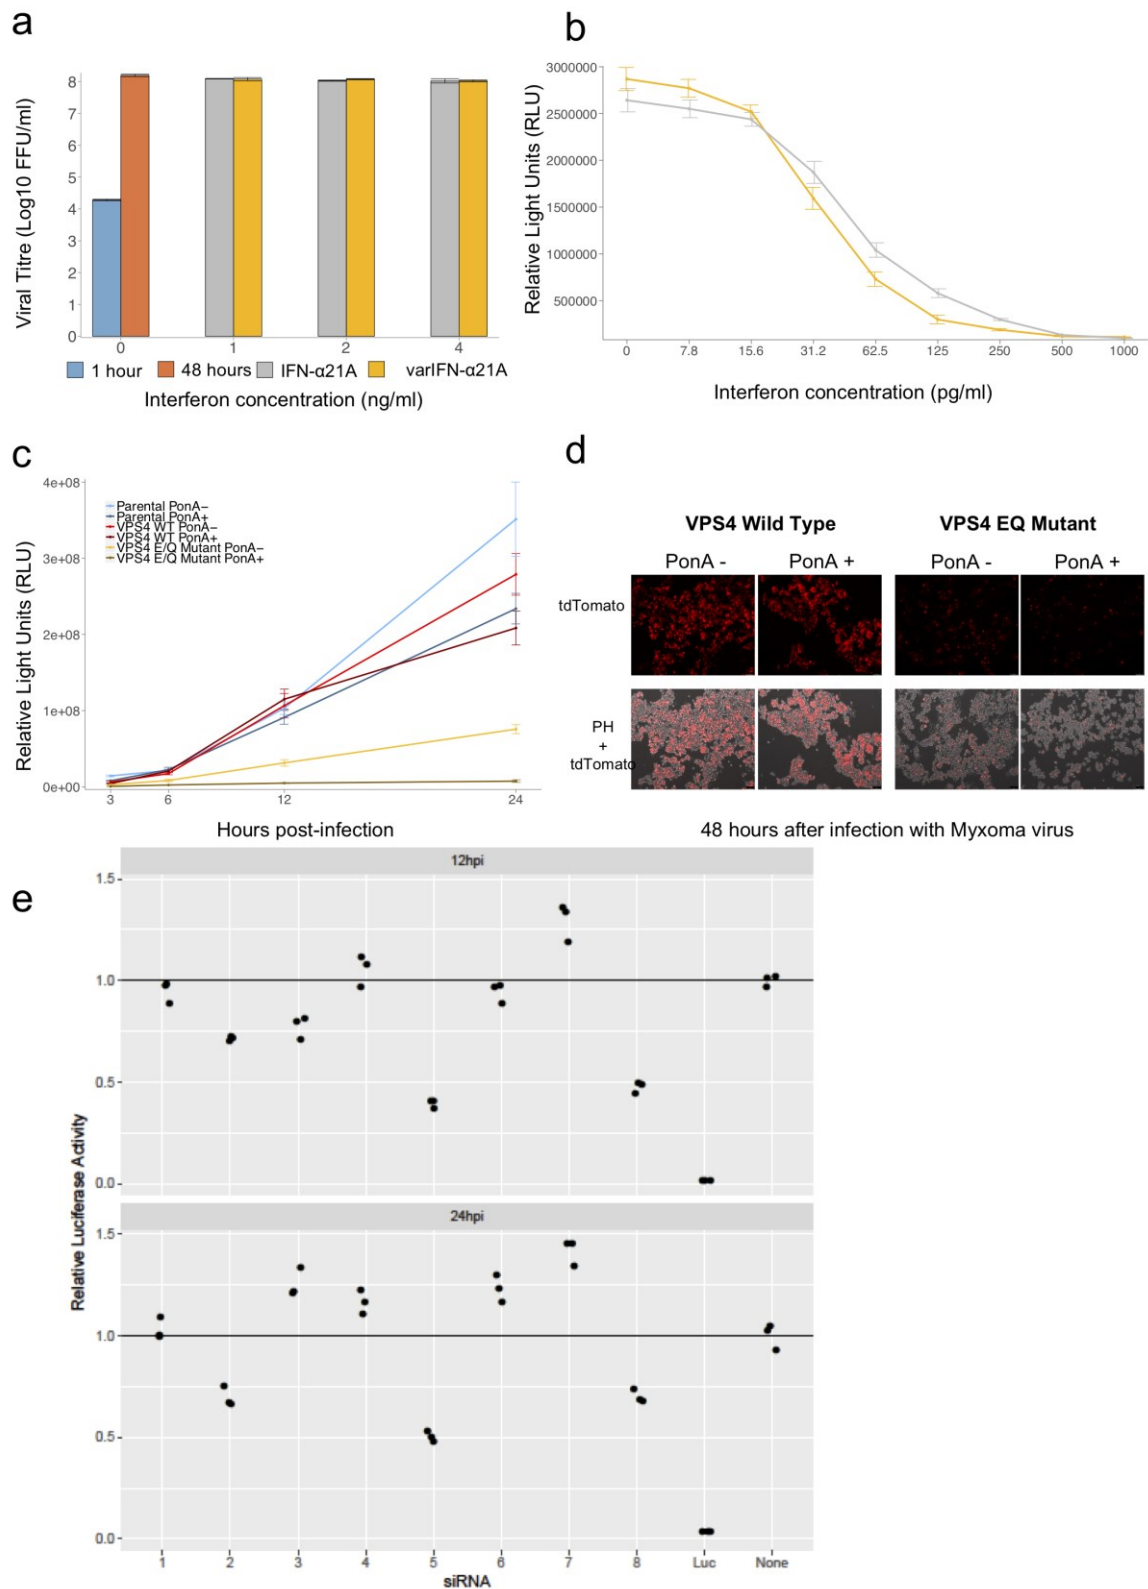 a
Viral Titre (Log10 FFU/ml)
8
7
6
5
4
3
2
1
0
0 1 2 4
1 hour 48 hours IFN-α21A varIFN-α21A
Interferon concentration (ng/ml)
b
Relative Light Units (RLU)
3000000
2500000
2000000
1500000
1000000
500000
0 7.8 15.6 31.2 62.5 125 250 500 1000
Interferon concentration (pg/ml)
c
Relative Light Units (RLU)
4e+08
3e+08
2e+08
1e+08
0e+00
Parental PonA−
Parental PonA+
VPS4 WT PonA−
VPS4 WT PonA+
VPS4 E/Q Mutant PonA−
VPS4 E/Q Mutant PonA+
3 6 12 24
Hours post-infection
d
VPS4 Wild Type VPS4 EQ Mutant
PonA - PonA + PonA - PonA +
tdTomato
PH
+
tdTomato
48 hours after infection with Myxoma virus
e
Relative Luciferase Activity
12hpi
1.5
1.0
0.5
0.0
24hpi
1.5
1.0
0.5
0.0
1 2 3 4 5 6 7 8 Luc None
siRNA